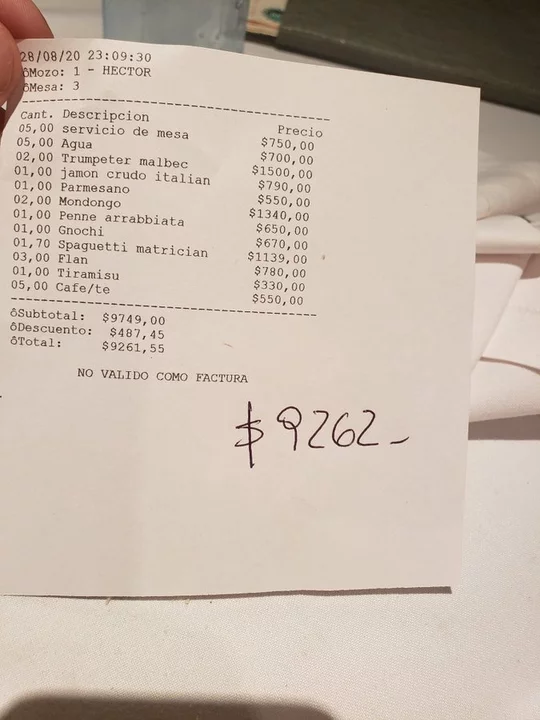 28/08/20 23:09:30
ôMozo: 1 - HECTOR
ôMesa: 3
Cant. Descripcion Precio
05,00 servicio de mesa $750,00
05,00 Agua $700,00
02,00 Trumpeter malbec $1500,00
01,00 jamon crudo italian $790,00
01,00 Parmesano $550,00
02,00 Mondongo $1340,00
01,00 Penne arrabbiata $650,00
01,00 Gnochi $670,00
01,70 Spaguetti matrician $1139,00
03,00 Flan $780,00
01,00 Tiramisu $330,00
05,00 Cafe/te $550,00
ôSubtotal: $9749,00
ôDescuento: $487,45
ôTotal: $9261,55
NO VALIDO COMO FACTURA
$ 9262-